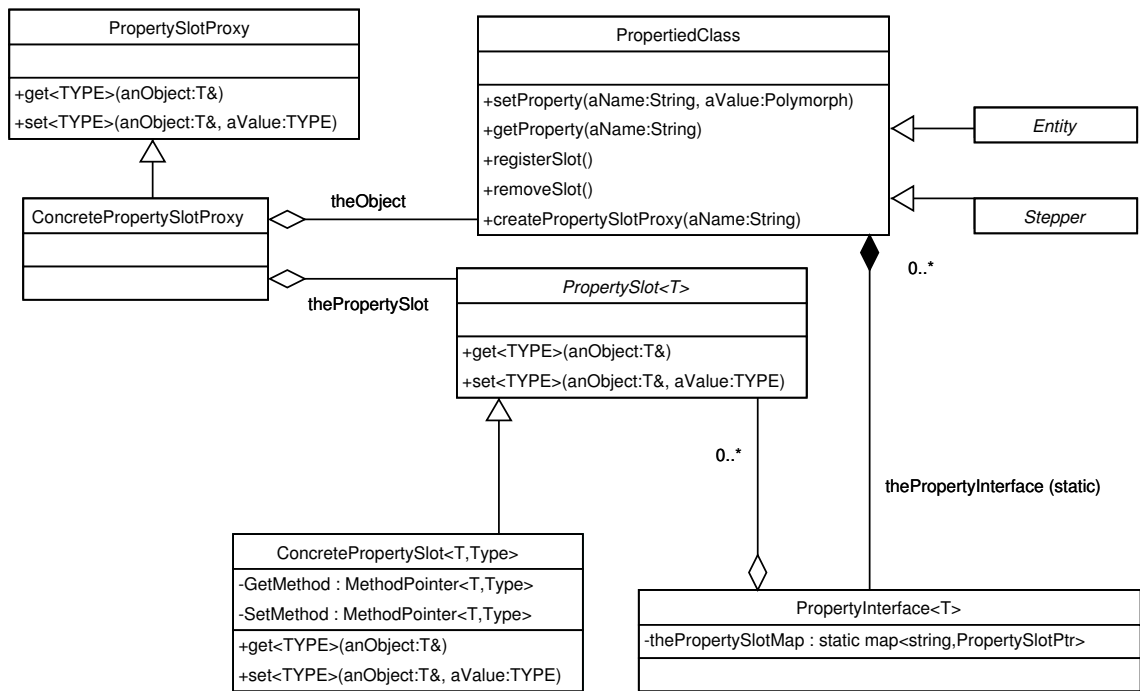 PropertySlotProxy
+get<TYPE>(anObject:T&)
+set<TYPE>(anObject:T&, aValue:TYPE)
PropertiedClass
+setProperty(aName:String, aValue:Polymorph)
+getProperty(aName:String)
+registerSlot()
+removeSlot()
+createPropertySlotProxy(aName:String)
Entity
Stepper
ConcretePropertySlotProxy
theObject
thePropertySlot
0..*
PropertySlot<T>
+get<TYPE>(anObject:T&)
+set<TYPE>(anObject:T&, aValue:TYPE)
0..*
thePropertyInterface (static)
ConcretePropertySlot<T,Type>
-GetMethod : MethodPointer<T,Type>
-SetMethod : MethodPointer<T,Type>
+get<TYPE>(anObject:T&)
+set<TYPE>(anObject:T&, aValue:TYPE)
PropertyInterface<T>
-thePropertySlotMap : static map<string,PropertySlotPtr>